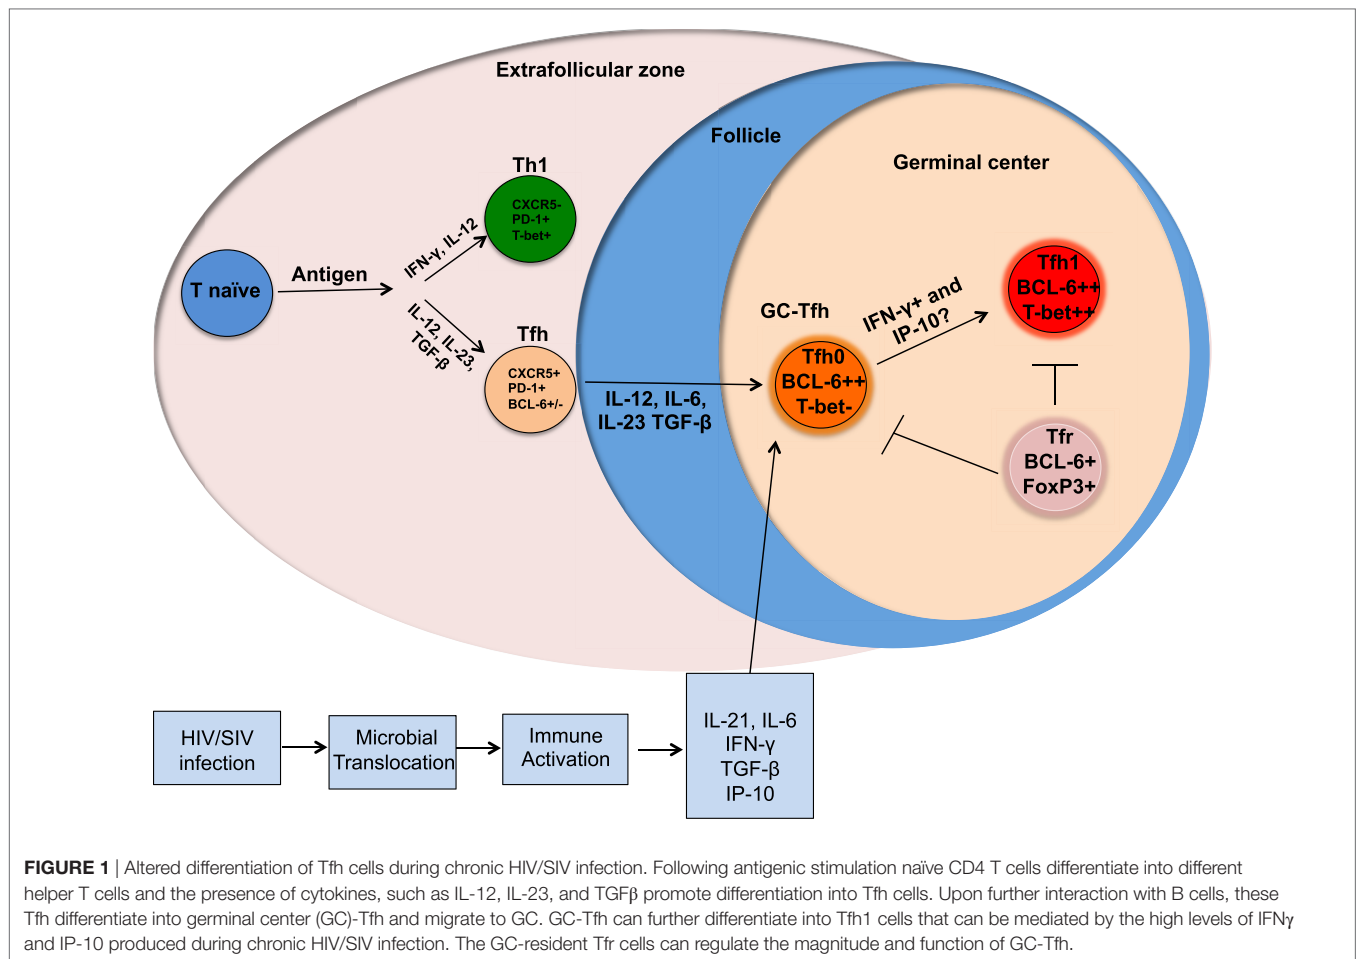 Extrafollicular zone
Follicle
Germinal center
Th1
CXCR5-
PD-1+
T-bet+
IFN-γ, IL-12
T naïve
Antigen
IL-12, IL-23,
TGF-β
Tfh
CXCR5+
PD-1+
BCL-6+/-
IL-12, IL-6,
IL-23 TGF-β
GC-Tfh
Tfh0
BCL-6++
T-bet-
IFN-γ+ and
IP-10?
Tfh1
BCL-6++
T-bet++
Tfr
BCL-6+
FoxP3+
HIV/SIV
infection
Microbial
Translocation
Immune
Activation
IL-21, IL-6
IFN-γ
TGF-β
IP-10
FIGURE 1 | Altered differentiation of Tfh cells during chronic HIV/SIV infection. Following antigenic stimulation naïve CD4 T cells differentiate into different
helper T cells and the presence of cytokines, such as IL-12, IL-23, and TGFβ promote differentiation into Tfh cells. Upon further interaction with B cells, these
Tfh differentiate into germinal center (GC)-Tfh and migrate to GC. GC-Tfh can further differentiate into Tfh1 cells that can be mediated by the high levels of IFNγ
and IP-10 produced during chronic HIV/SIV infection. The GC-resident Tfr cells can regulate the magnitude and function of GC-Tfh.